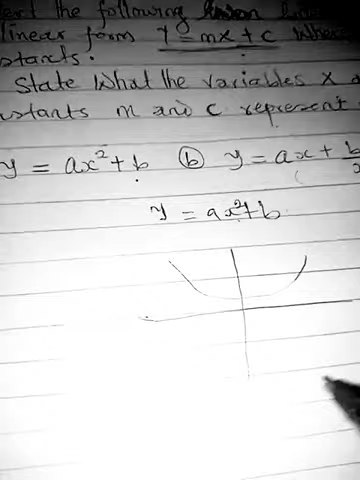 the following
linear form Y = mx + c Where
stants.
State What the variables X
stants m and c represent
y = ax² + b (b) y = ax + b/x
y = ax² + b